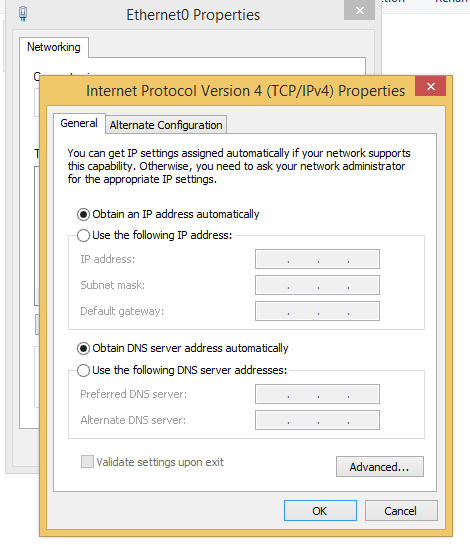 Ethernet0 Properties
Networking
Internet Protocol Version 4 (TCP/IPv4) Properties
General
Alternate Configuration
You can get IP settings assigned automatically if your network supports
this capability. Otherwise, you need to ask your network administrator
for the appropriate IP settings.
Obtain an IP address automatically
Use the following IP address:
IP address:
Subnet mask:
Default gateway:
Obtain DNS server address automatically
Use the following DNS server addresses:
Preferred DNS server:
Alternate DNS server:
Validate settings upon exit
Advanced...
OK
Cancel